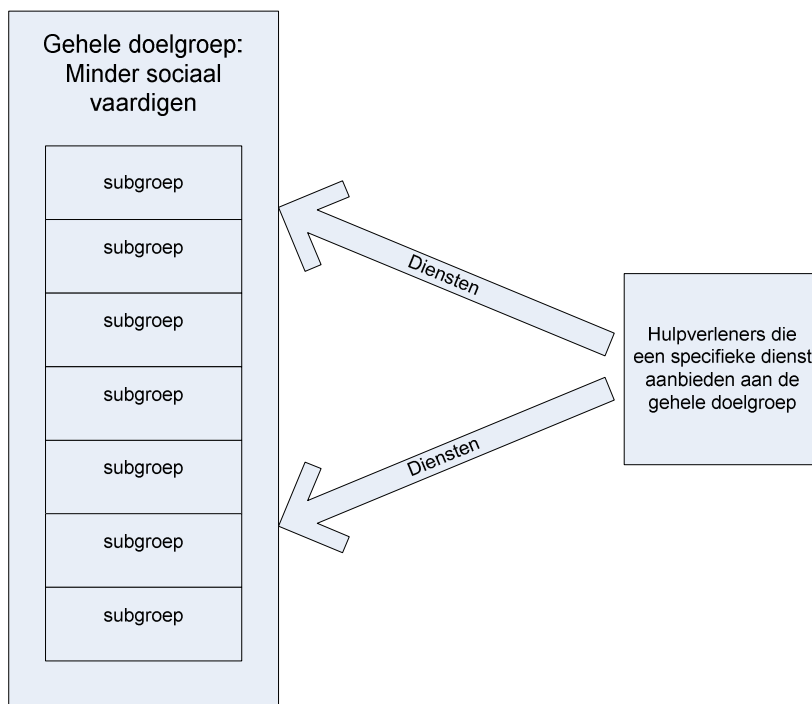 Gehele doelgroep:
Minder sociaal
vaardigen
subgroep
subgroep
subgroep
subgroep
subgroep
subgroep
subgroep
Diensten
Diensten
Hulpverleners die
een specifieke dienst
aanbieden aan de
gehele doelgroep